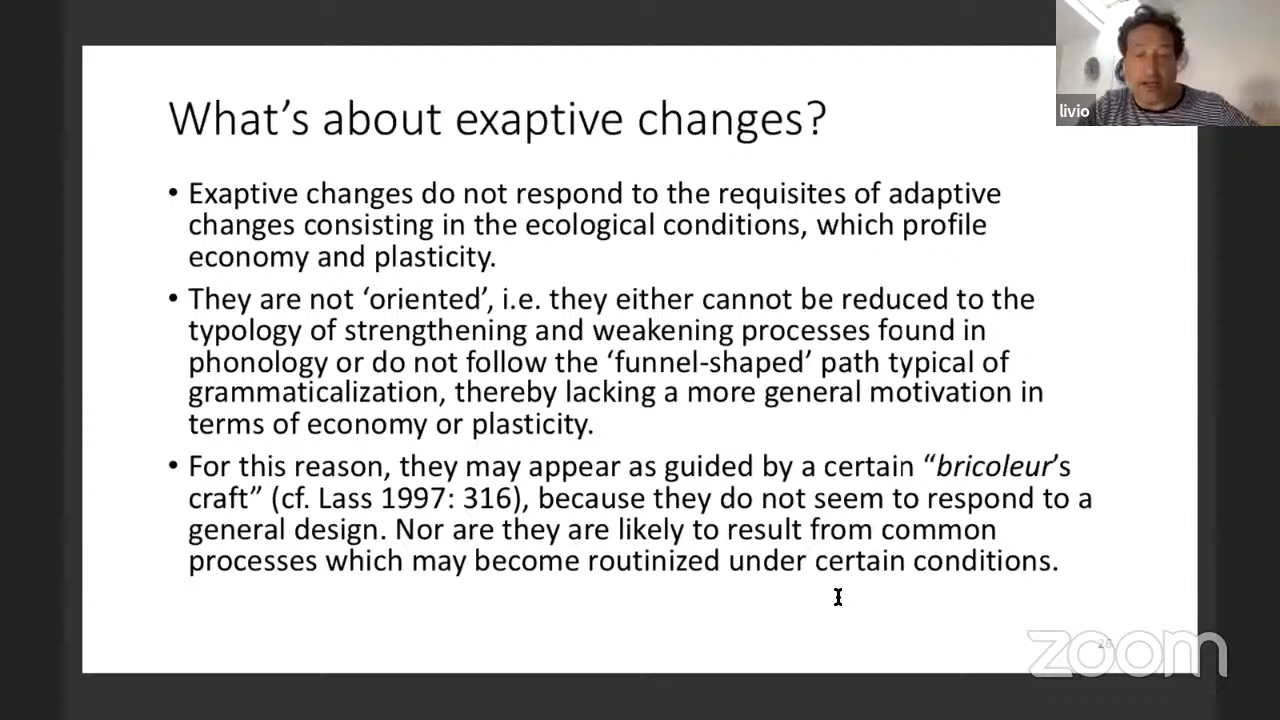 What's about exaptive changes?
• Exaptive changes do not respond to the requisites of adaptive
changes consisting in the ecological conditions, which profile
economy and plasticity.
• They are not ‘oriented’, i.e. they either cannot be reduced to the
typology of strengthening and weakening processes found in
phonology or do not follow the ‘funnel-shaped’ path typical of
grammaticalization, thereby lacking a more general motivation in
terms of economy or plasticity.
• For this reason, they may appear as guided by a certain “bricoleur’s
craft” (cf. Lass 1997: 316), because they do not seem to respond to a
general design. Nor are they are likely to result from common
processes which may become routinized under certain conditions.
livio
zoom